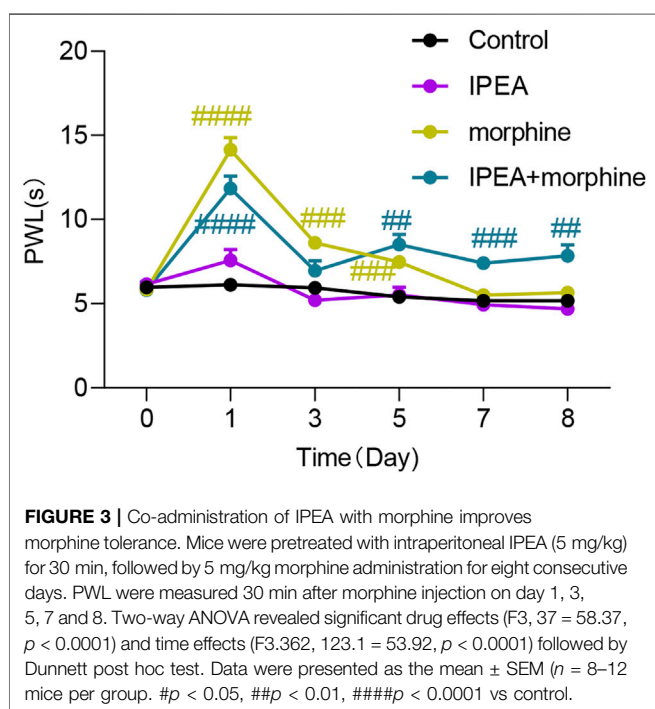 20
15
10
5
0
PWL(s)
Control
IPEA
morphine
IPEA+morphine
####
####
###
###
##
###
##
0 1 3 5 7 8
Time(Day)
FIGURE 3 | Co-administration of IPEA with morphine improves
morphine tolerance. Mice were pretreated with intraperitoneal IPEA (5 mg/kg)
for 30 min, followed by 5 mg/kg morphine administration for eight consecutive
days. PWL were measured 30 min after morphine injection on day 1, 3,
5, 7 and 8. Two-way ANOVA revealed significant drug effects (F3, 37 = 58.37,
p < 0.0001) and time effects (F3.362, 123.1 = 53.92, p < 0.0001) followed by
Dunnett post hoc test. Data were presented as the mean ± SEM (n = 8–12
mice per group. #p < 0.05, ##p < 0.01, ####p < 0.0001 vs control.